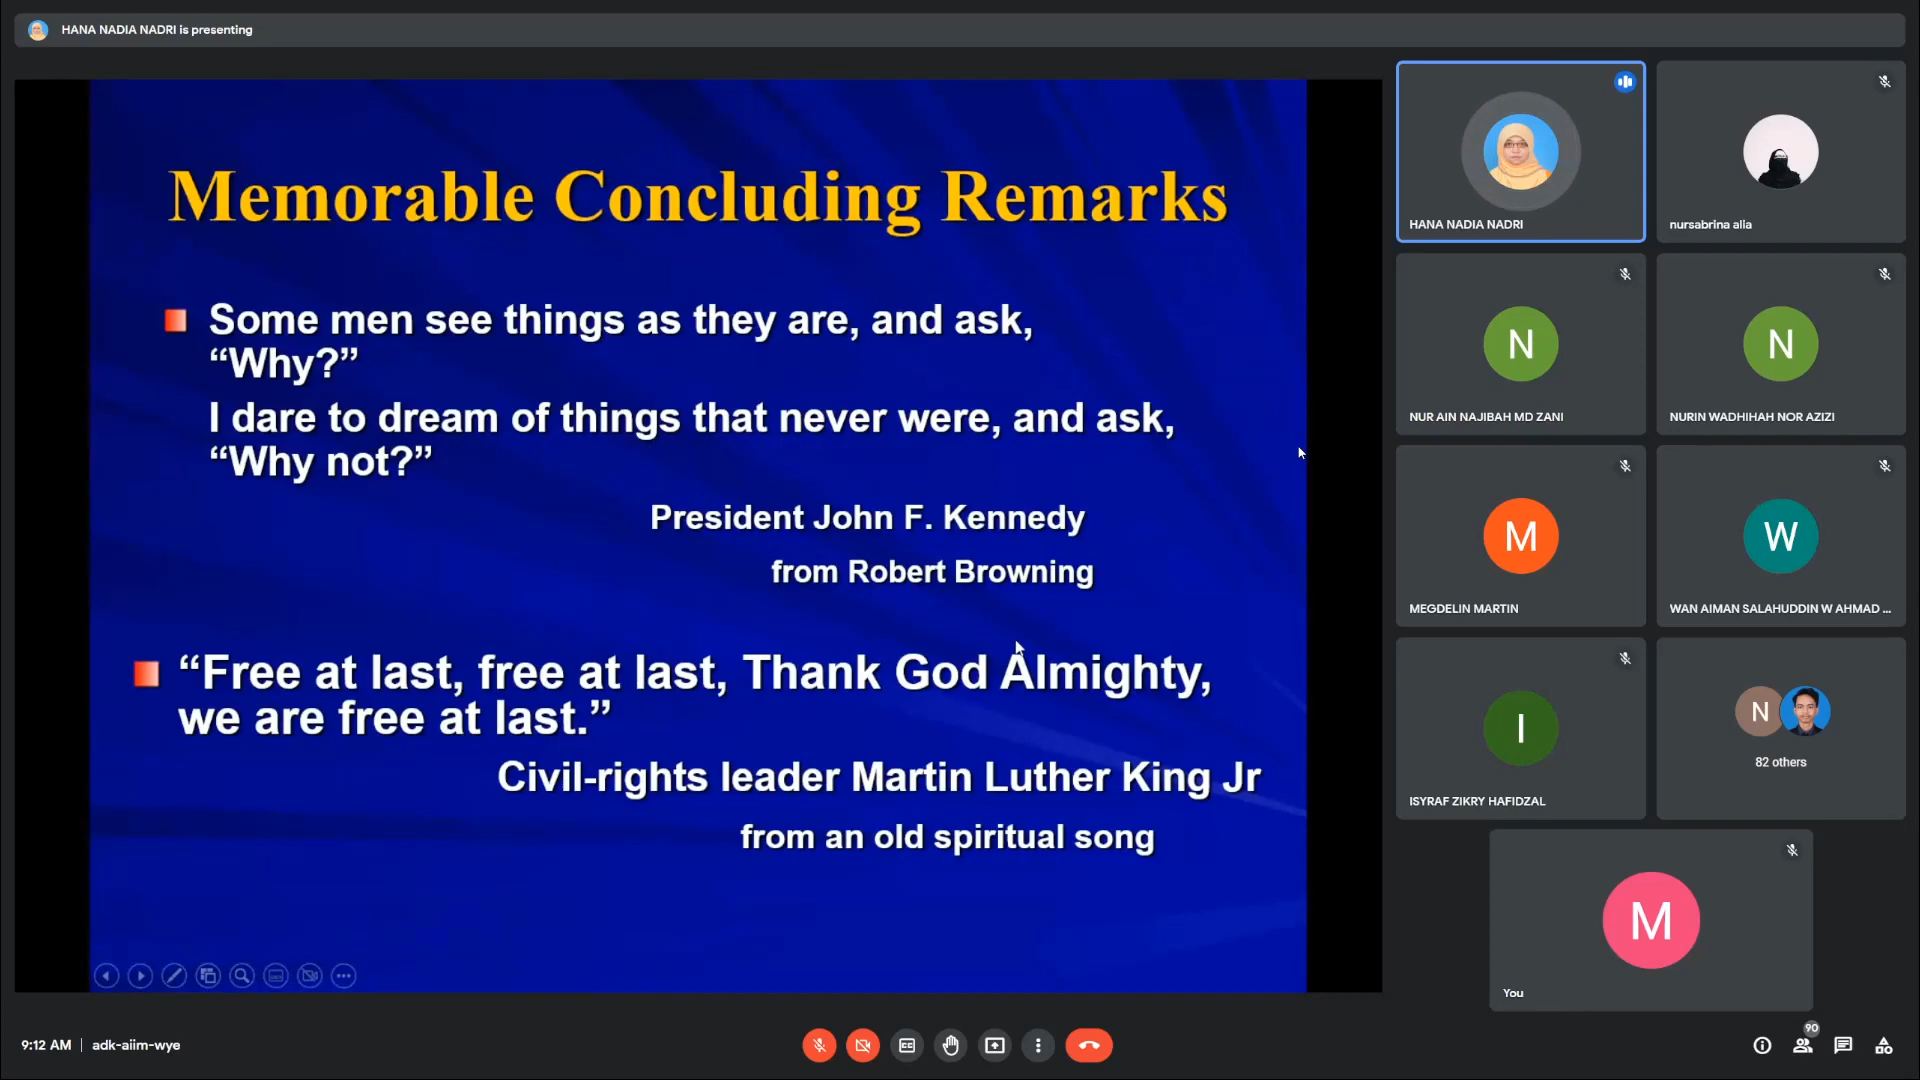 HANA NADIA NADRI is presenting
Memorable Concluding Remarks
Some men see things as they are, and ask,
“Why?”
I dare to dream of things that never were, and ask,
“Why not?”
President John F. Kennedy
from Robert Browning
“Free at last, free at last, Thank God Almighty,
we are free at last.”
Civil-rights leader Martin Luther King Jr
from an old spiritual song
HANA NADIA NADRI
nursabrina alia
N
NUR AIN NAJIBAH MD ZANI
N
NURIN WADHIHAH NOR AZIZI
M
MEGDELIN MARTIN
W
WAN AIMAN SALAHUDDIN W AHMAD ...
I
ISYRAF ZIKRY HAFIDZAL
N
82 others
M
You
9:12 AM | adk-aiim-wye
90